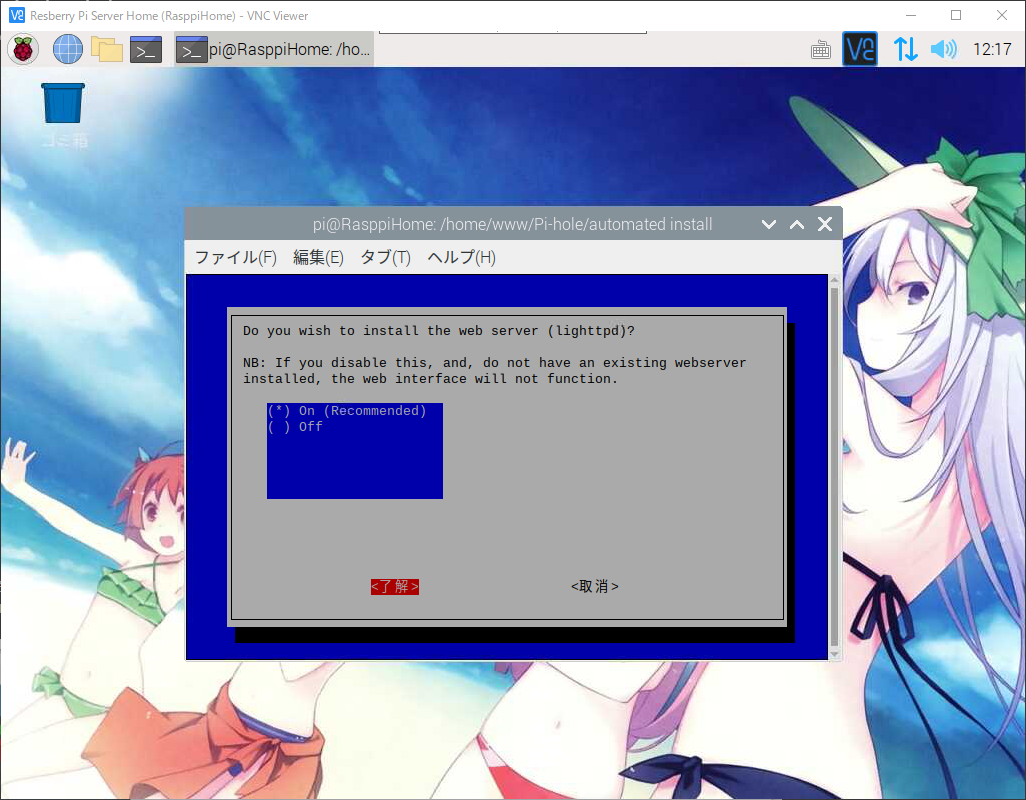 Resberry Pi Server Home (RasppiHome) - VNC Viewer
pi@RasppiHome: /ho...
12:17
ゴミ箱
pi@RasppiHome: /home/www/Pi-hole/automated install
ファイル(F) 編集(E) タブ(T) ヘルプ(H)
Do you wish to install the web server (lighttpd)?
NB: If you disable this, and, do not have an existing webserver
installed, the web interface will not function.
(*) On (Recommended)
( ) Off
<了解> <取消>